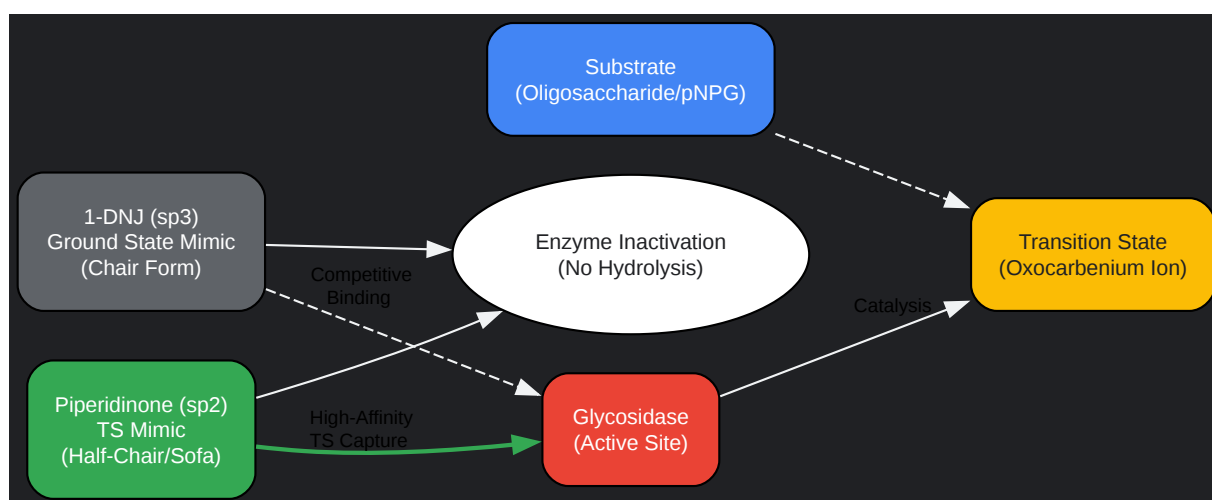 Substrate
(Oligosaccharide/pNPG)
1-DNJ (sp3)
Ground State Mimic
(Chair Form)
Enzyme Inactivation
(No Hydrolysis)
Transition State
(Oxocarbenium Ion)
Competitive
Binding
Catalysis
Piperidinone (sp2)
TS Mimic
(Half-Chair/Sofa)
High-Affinity
TS Capture
Glycosidase
(Active Site)